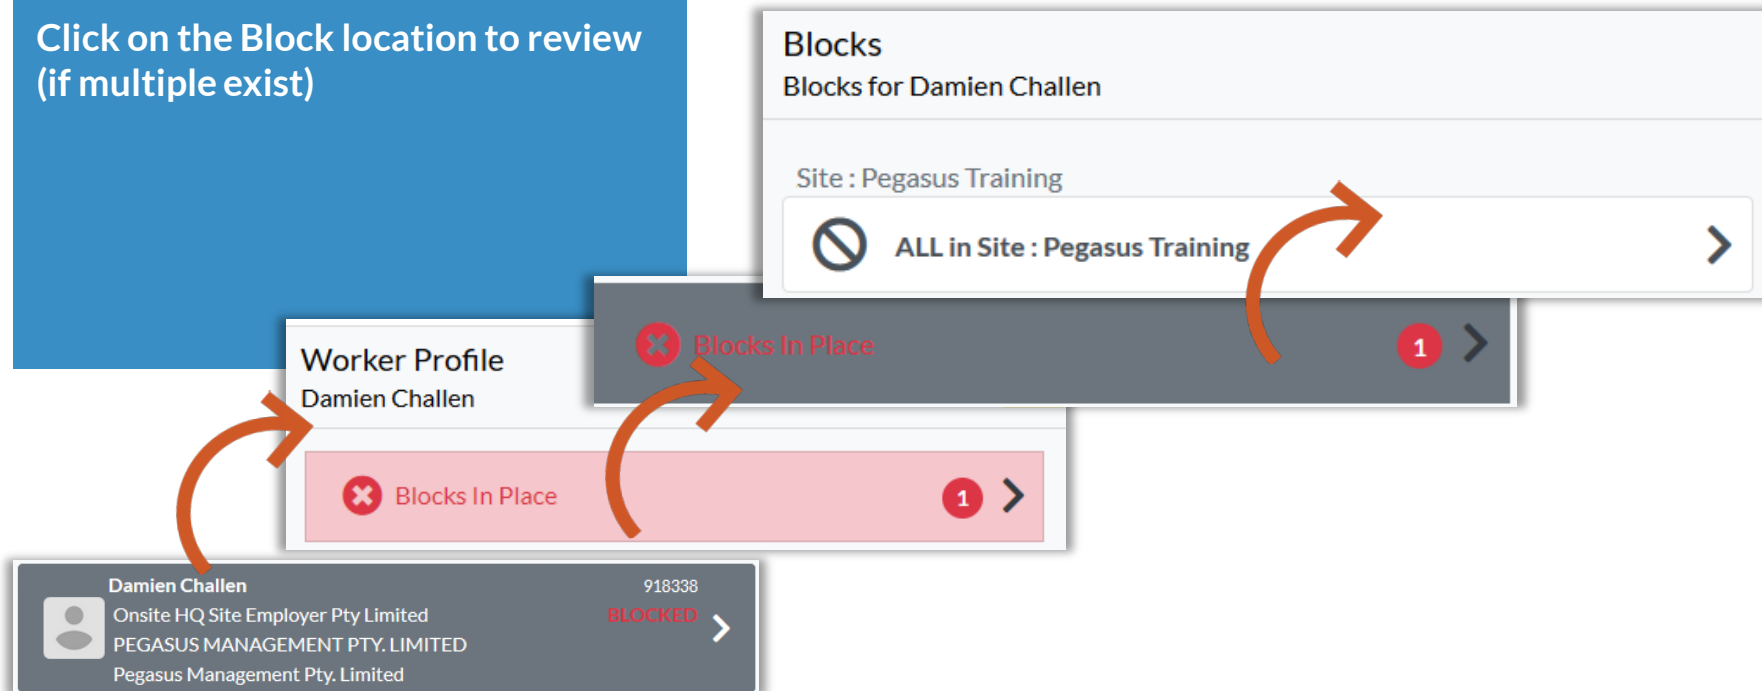 Click on the Block location to review
(if multiple exist)
Blocks
Blocks for Damien Challen
Site : Pegasus Training
ALL in Site : Pegasus Training
Blocks In Place
1
Worker Profile
Damien Challen
Blocks In Place
1
Damien Challen
918338
Onsite HQ Site Employer Pty Limited
BLOCKED
PEGASUS MANAGEMENT PTY. LIMITED
Pegasus Management Pty. Limited